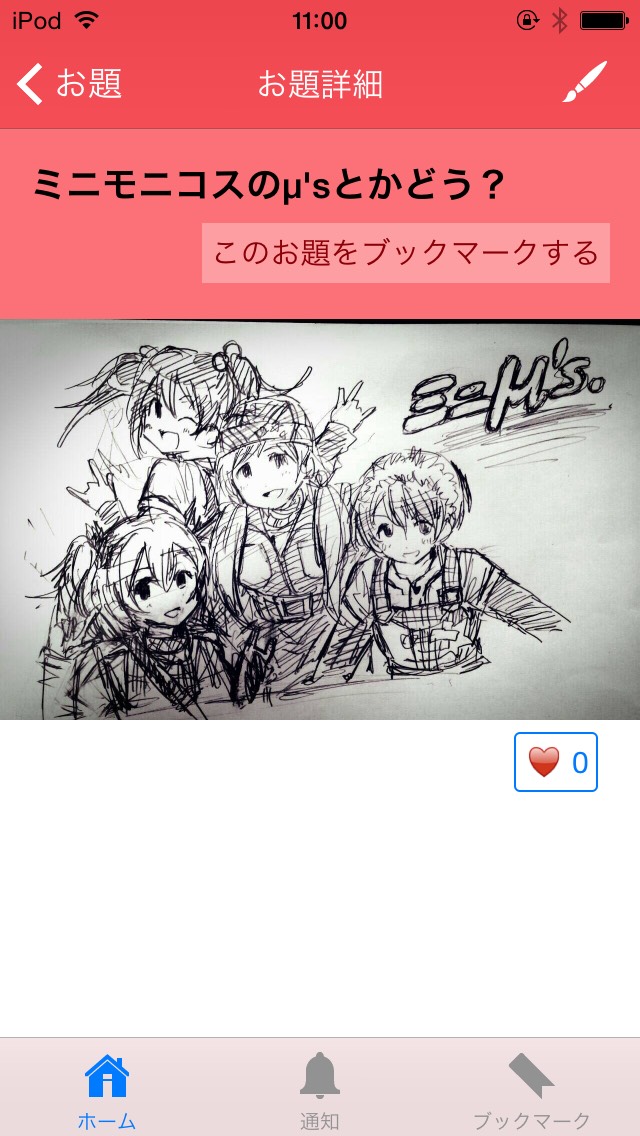 iPod 11:00
お題 お題詳細
ミニモニコスのμ'sとかどう？
このお題をブックマークする
ミニμ's.
0
ホーム 通知 ブックマーク